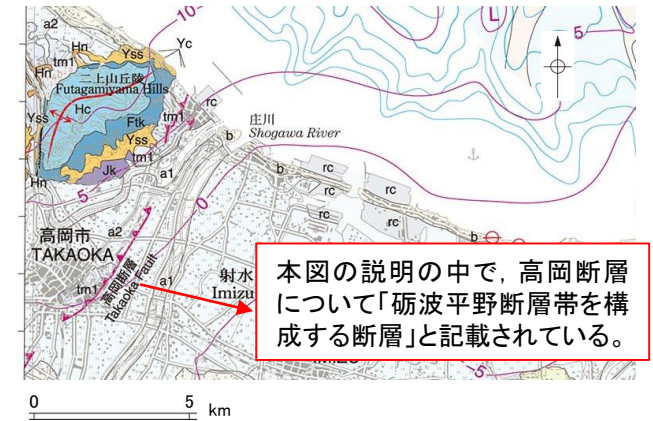 a2
Hn
Yss
-10
L
5
Yc
Hn
tm1
二上山丘陵
Futagamiyama Hills
Hc
Yss
Ftk
tm1
rc
庄川
Shogawa River
b
Yss
tm1
Jk
Hn
a1
b
rc
rc
rc
rc
5
0
高岡市
TAKAOKA
a2
b
高岡断層
Takaoka Fault
a1
tm1
射水
Imizu
本図の説明の中で，高岡断層
について「砺波平野断層帯を構
成する断層」と記載されている。
-5
0 5 km